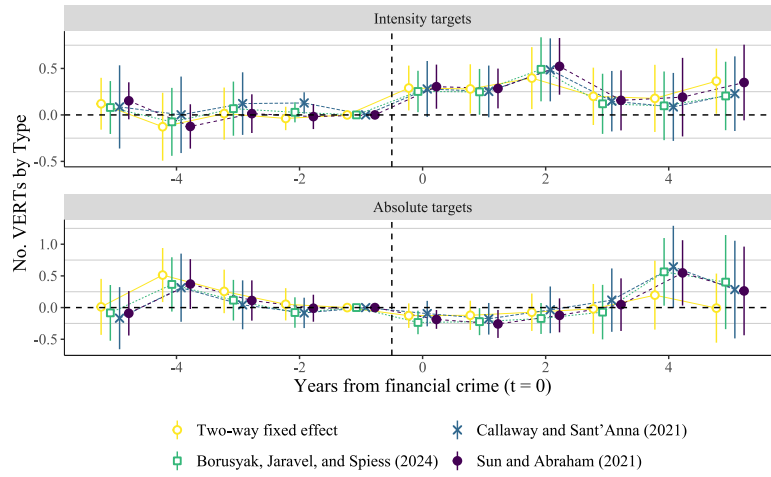 Intensity targets
0.5
0.0
-0.5
-4
-2
0
2
4
Absolute targets
1.0
0.5
0.0
-0.5
-4
-2
0
2
4
No. VERTs by Type
Years from financial crime (t = 0)
Two-way fixed effect
Callaway and Sant'Anna (2021)
Borusyak, Jaravel, and Spiess (2024)
Sun and Abraham (2021)